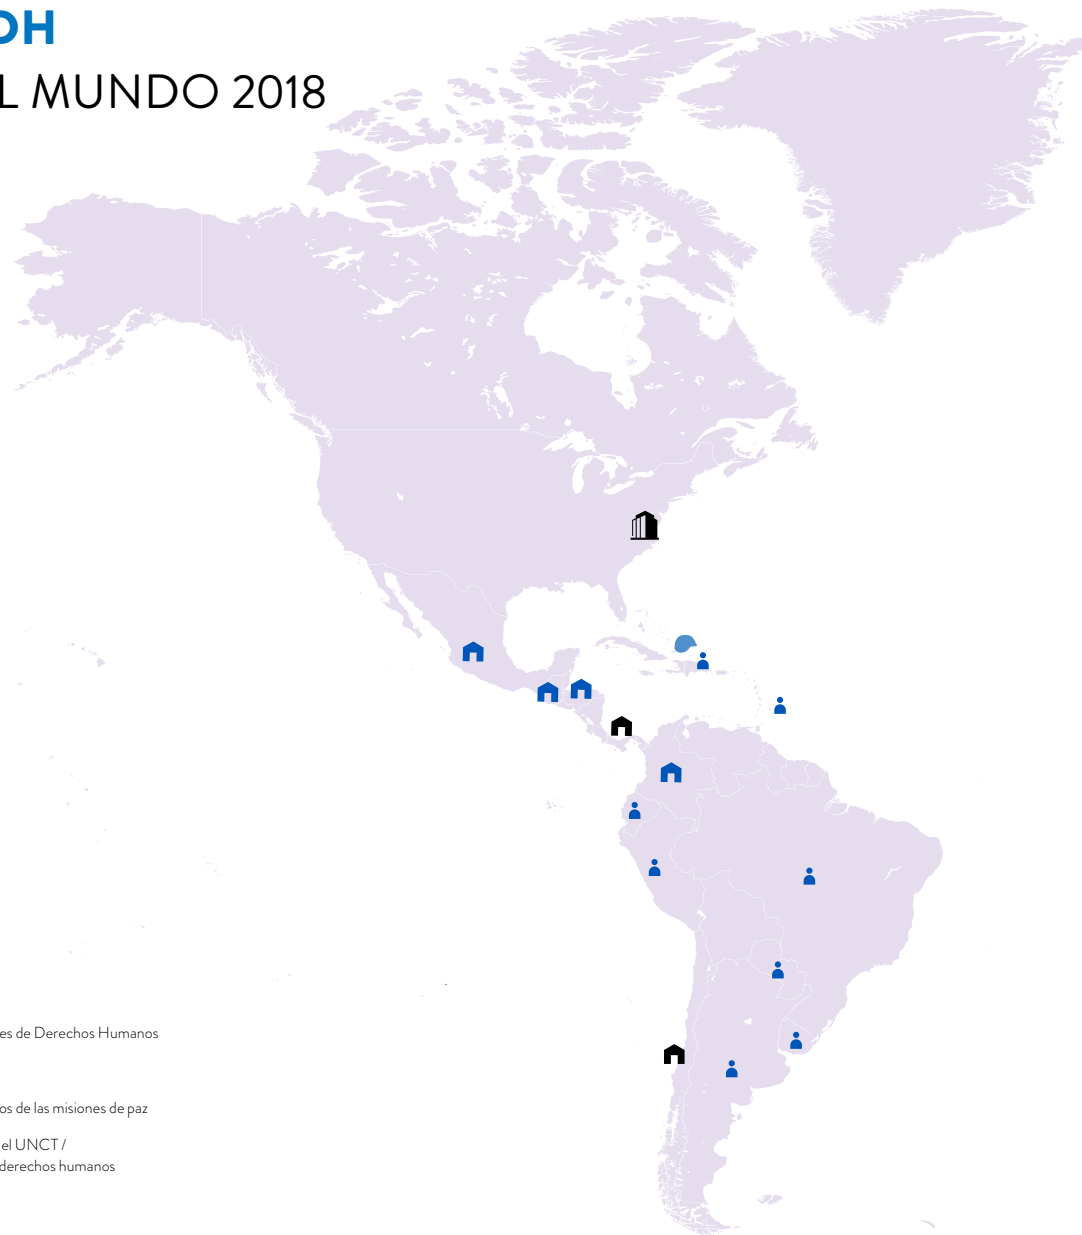 DH
L MUNDO 2018
es de Derechos Humanos
os de las misiones de paz
el UNCT /
derechos humanos